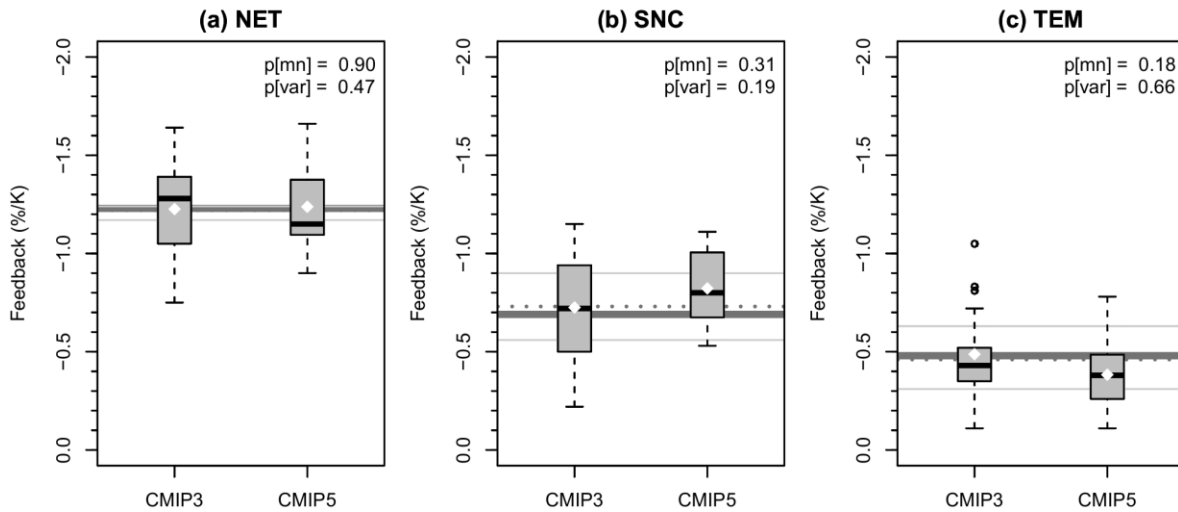 (a) NET
p[mn] = 0.90
p[var] = 0.47
Feedback (%/K)
−2.0
−1.5
−1.0
−0.5
0.0
CMIP3
CMIP5
(b) SNC
p[mn] = 0.31
p[var] = 0.19
Feedback (%/K)
−2.0
−1.5
−1.0
−0.5
0.0
CMIP3
CMIP5
(c) TEM
p[mn] = 0.18
p[var] = 0.66
Feedback (%/K)
−2.0
−1.5
−1.0
−0.5
0.0
CMIP3
CMIP5